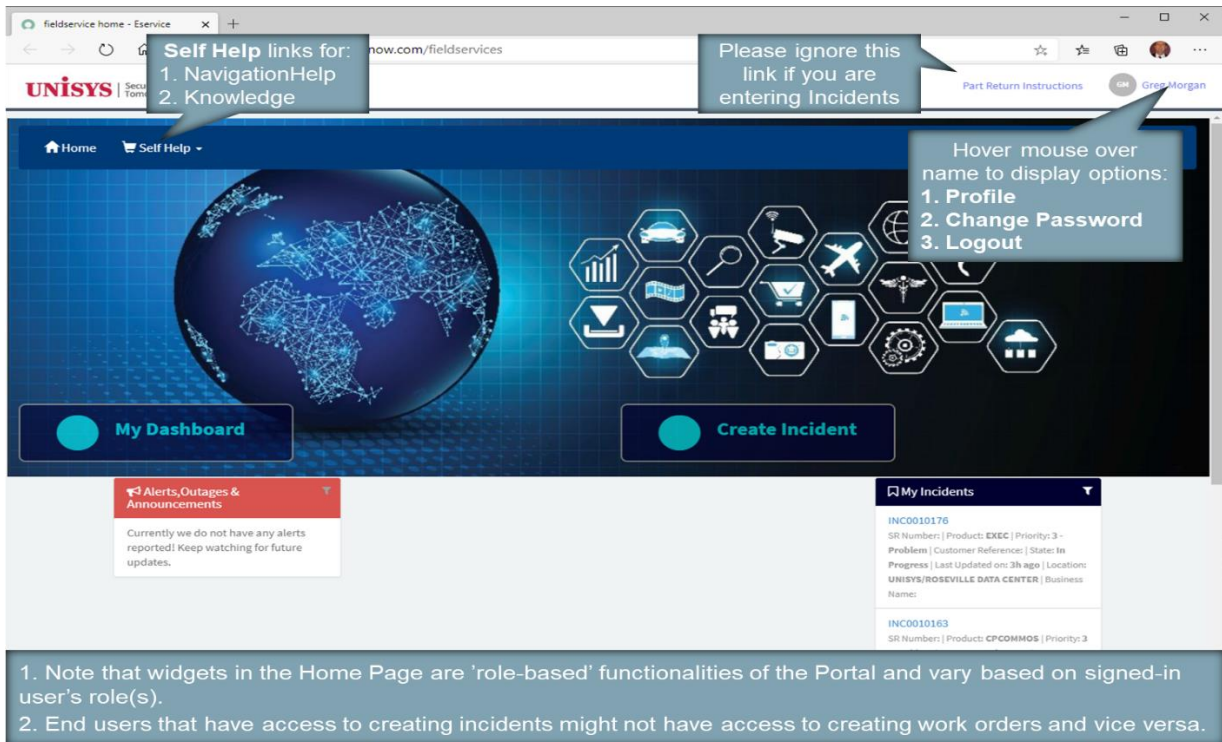 fieldservice home - Eservice
Self Help links for:
1. NavigationHelp
2. Knowledge
now.com/fieldservices
Please ignore this
link if you are
entering Incidents
UNISYS
Part Return Instructions
GM
Greg Morgan
Home
Self Help
Hover mouse over
name to display options:
1. Profile
2. Change Password
3. Logout
My Dashboard
Create Incident
Alerts,Outages &
Announcements
Currently we do not have any alerts
reported! Keep watching for future
updates.
My Incidents
INC0010176
SR Number: | Product: EXEC | Priority: 3 -
Problem | Customer Reference: | State: In
Progress | Last Updated on: 3h ago | Location:
UNISYS/ROSEVILLE DATA CENTER | Business
Name:
INC0010163
SR Number: | Product: CPCOMMOS | Priority: 3
1. Note that widgets in the Home Page are 'role-based' functionalities of the Portal and vary based on signed-in
user's role(s).
2. End users that have access to creating incidents might not have access to creating work orders and vice versa.